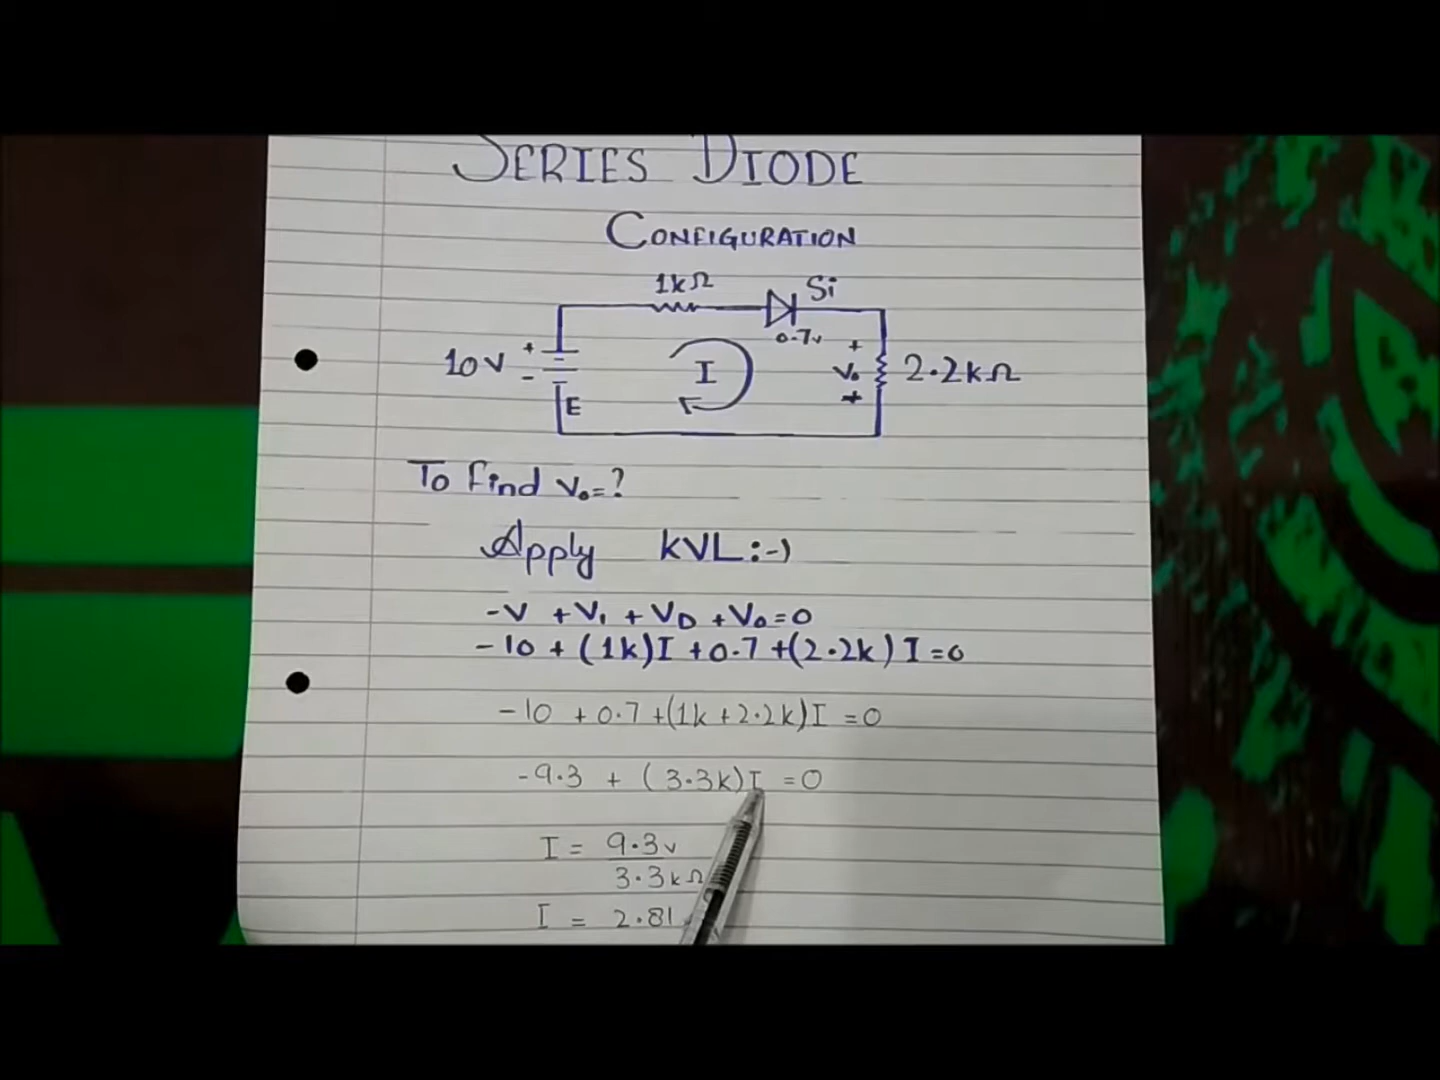 SERIES DIODE
CONFIGURATION
1kΩ
Si
0.7v
10V
+
-
E
I
+
Vo
+
2.2kΩ
To Find Vo=?
Apply KVL:-)
-V +V1 + VD +Vo=0
-10 + (1k)I +0.7 +(2.2k) I =0
-10 +0.7 +(1k +2.2k)I =0
-9.3 + (3.3k)I =0
I = 9.3v
3.3kΩ
I = 2.81